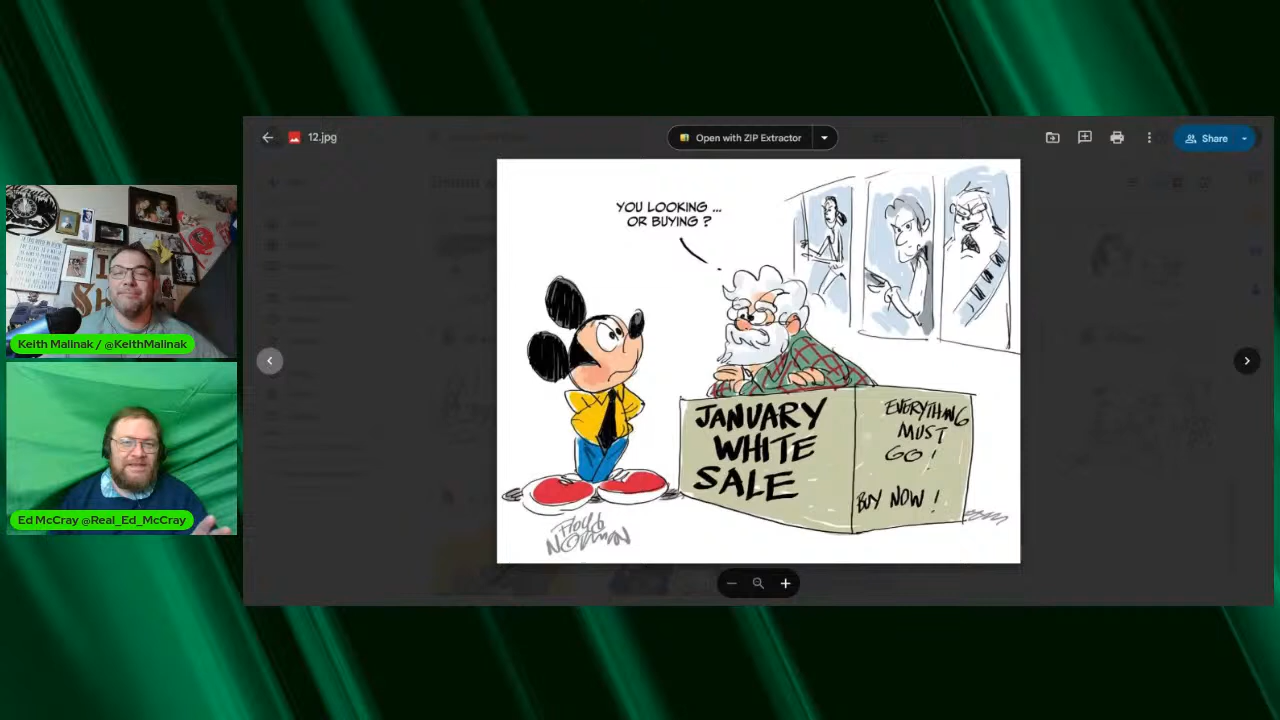 12.jpg
Open with ZIP Extractor
Share
YOU LOOKING ...
OR BUYING ?
JANUARY
WHITE
SALE
EVERYTHING
MUST
GO!
BUY NOW!
Floyd
NORMAN
Keith Malinak / @KeithMalinak
Ed McCray @Real_Ed_McCray